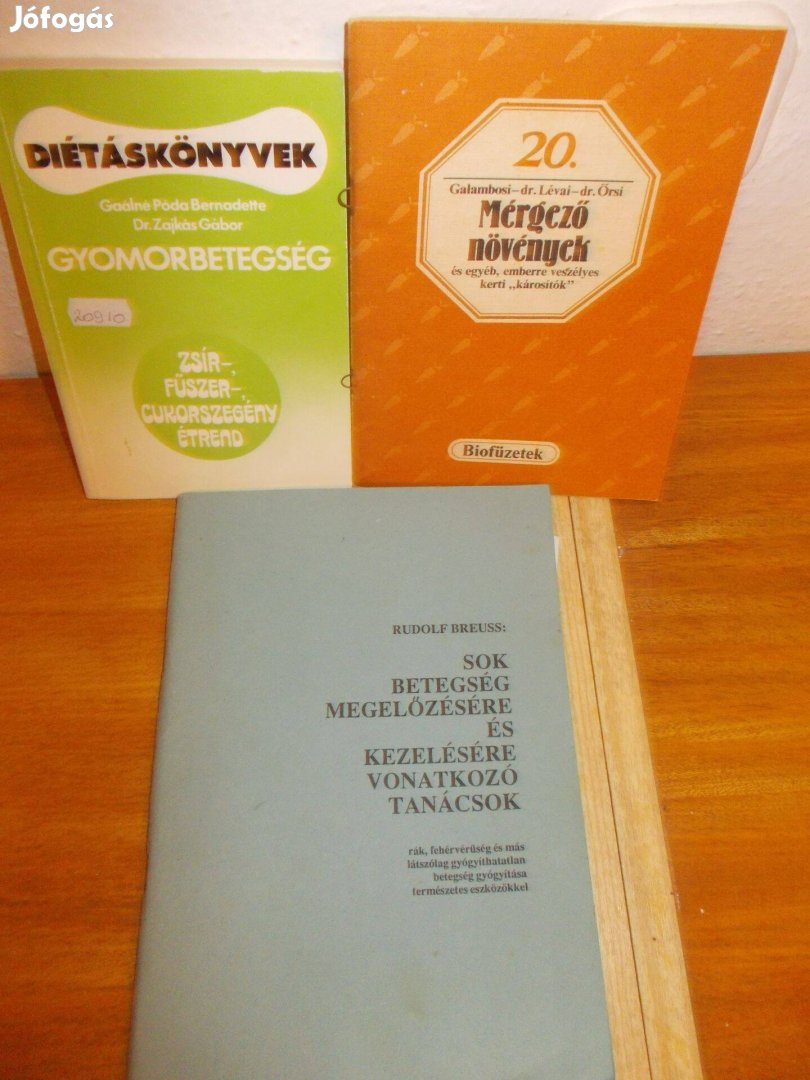 Jófogás
DIÉTÁSKÖNYVEK
Gaálné Póda Bernadette
Dr. Zajkás Gábor
GYOMORBETEGSÉG
20910
ZSÍR-,
FŰSZER-,
CUKORSZEGÉNY
ÉTREND
20.
Galambosi–dr. Lévai–dr. Őrsi
Mérgező
növények
és egyéb, emberre veszélyes
kerti „károsítók”
Biofüzetek
RUDOLF BREUSS:
SOK
BETEGSÉG
MEGELŐZÉSÉRE
ÉS
KEZELÉSÉRE
VONATKOZÓ
TANÁCSOK
rák, fehérvérűség és más
látszólag gyógyíthatatlan
betegség gyógyítása
természetes eszközökkel